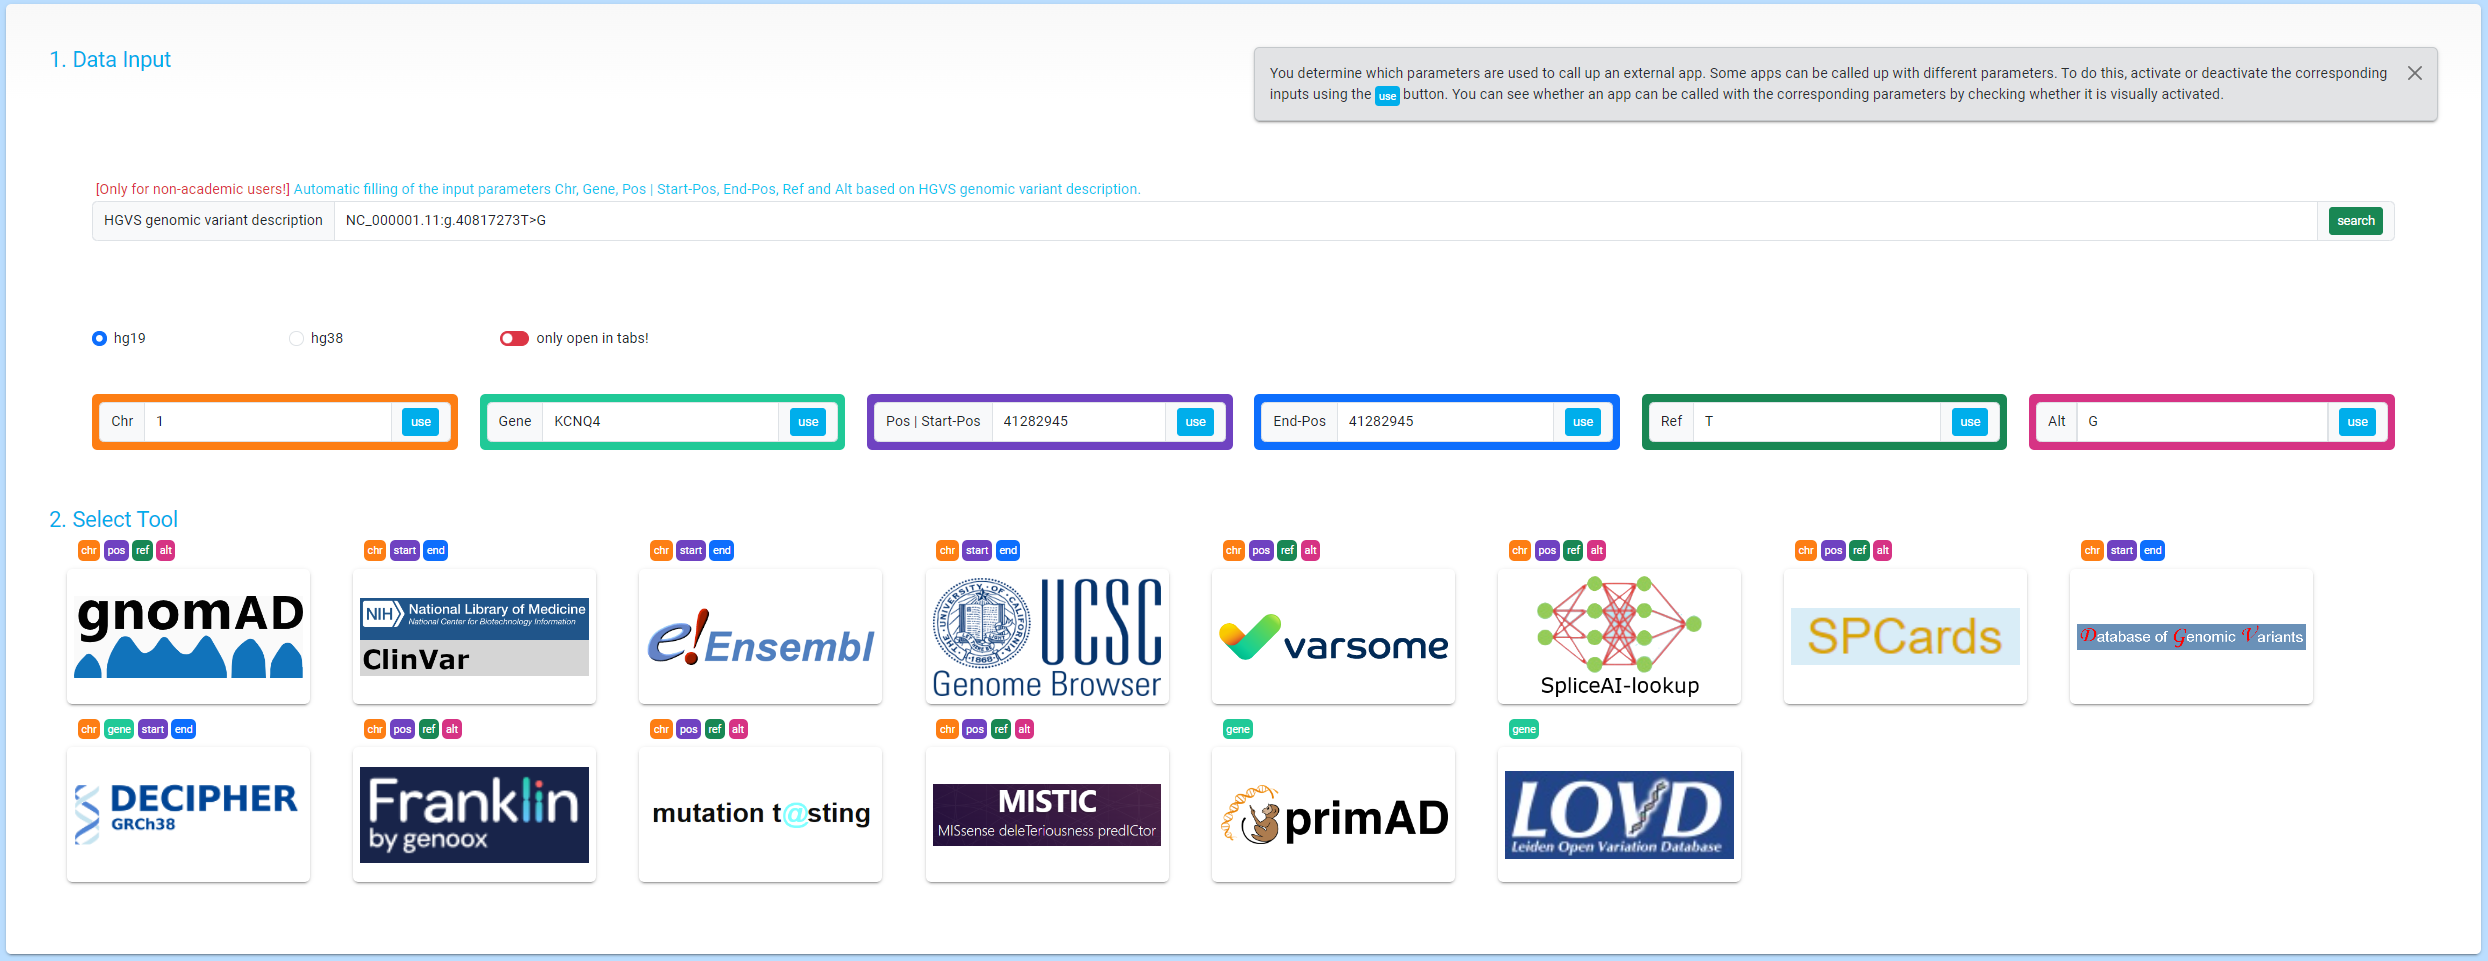 1. Data Input
You determine which parameters are used to call up an external app. Some apps can be called up with different parameters. To do this, activate or deactivate the corresponding
inputs using the use button. You can see whether an app can be called with the corresponding parameters by checking whether it is visually activated.
[Only for non-academic users!] Automatic filling of the input parameters Chr, Gene, Pos | Start-Pos, End-Pos, Ref and Alt based on HGVS genomic variant description.
HGVS genomic variant description NC_000001.11:g.40817273T>G search
hg19 hg38 only open in tabs!
Chr 1 use Gene KCNQ4 use Pos | Start-Pos 41282945 use End-Pos 41282945 use Ref T use Alt G use
2. Select Tool
chr pos ref alt chr start end chr start end chr start end chr pos ref alt chr pos ref alt chr pos ref alt chr start end
gnomAD
NIH National Library of Medicine
National Center for Biotechnology Information
ClinVar
e!Ensembl
THE UNIVERSITY OF CALIFORNIA
1868
UCSC
Genome Browser
varsome
SpliceAI-lookup
SPCards
Database of Genomic Variants
chr gene start end chr pos ref alt chr pos ref alt chr pos ref alt gene gene
DECIPHER
GRCh38
Franklin
by genoox
mutation t@sting
MISTIC
MISsense deleTeriousness predICtor
primAD
LOVD
Leiden Open Variation Database